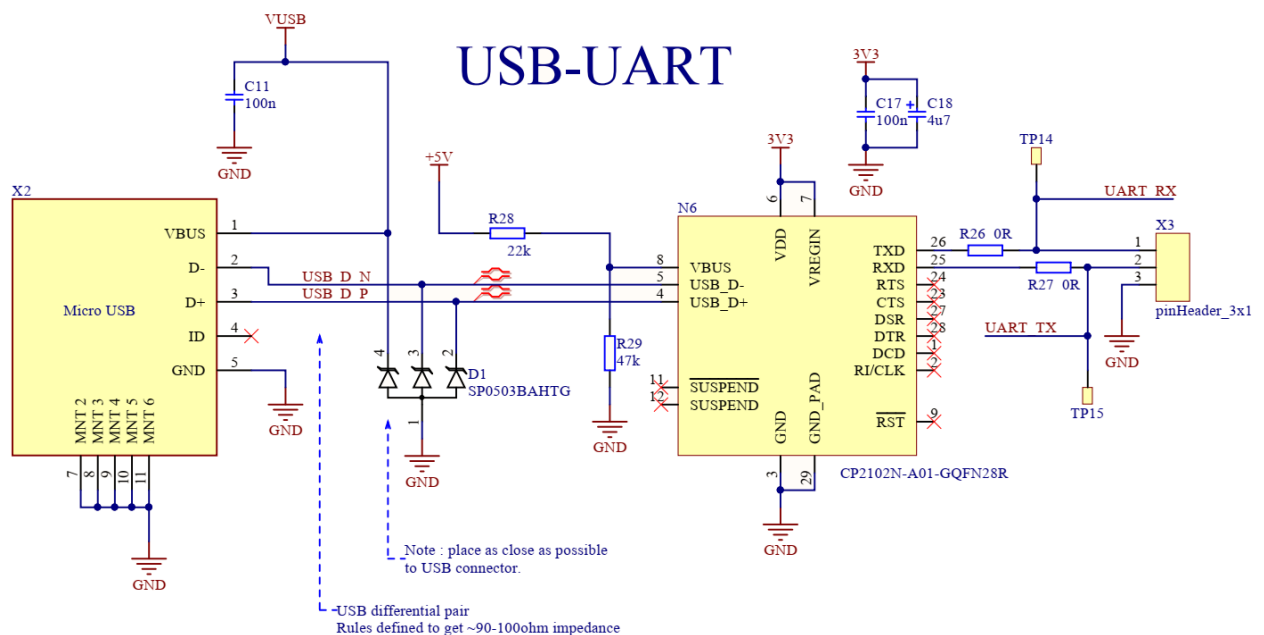 USB-UART
VUSB
C11
100n
GND
3V3
C17
100n
C18
4u7
GND
TP14
UART_RX
+5V
R28
22k
3V3
X2
Micro USB
VBUS
1
D-
2
D+
3
ID
4
GND
5
GND
MNT 2
MNT 3
MNT 4
MNT 5
MNT 6
7
8
9
10
11
GND
USB_D_N
USB_D_P
4
3
2
D1
SP0503BAHTG
1
GND
R29
47k
GND
N6
6
7
VDD
VREGIN
8
VBUS
5
USB_D-
4
USB_D+
11
SUSPEND
12
SUSPEND
TXD
26
RXD
25
RTS
24
CTS
23
DSR
27
DTR
28
DCD
1
RI/CLK
2
RST
9
GND
GND_PAD
3
29
CP2102N-A01-GQFN28R
GND
R26 0R
R27 0R
X3
1
2
3
pinHeader_3x1
GND
UART_TX
TP15
Note : place as close as possible
to USB connector.
USB differential pair
Rules defined to get ~90-100ohm impedance